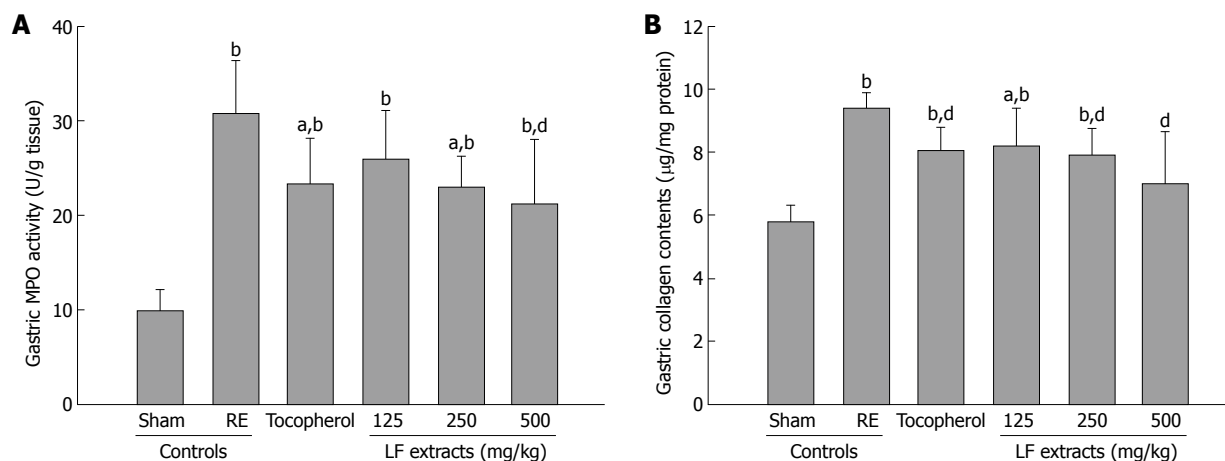 A
Gastric MPO activity (U/g tissue)
40
30
20
10
0
b
a,b
b
a,b
b,d
Sham
RE
Tocopherol
125
250
500
Controls
LF extracts (mg/kg)
B
Gastric collagen contents (μg/mg protein)
12
10
8
6
4
2
0
b
b,d
a,b
b,d
d
Sham
RE
Tocopherol
125
250
500
Controls
LF extracts (mg/kg)